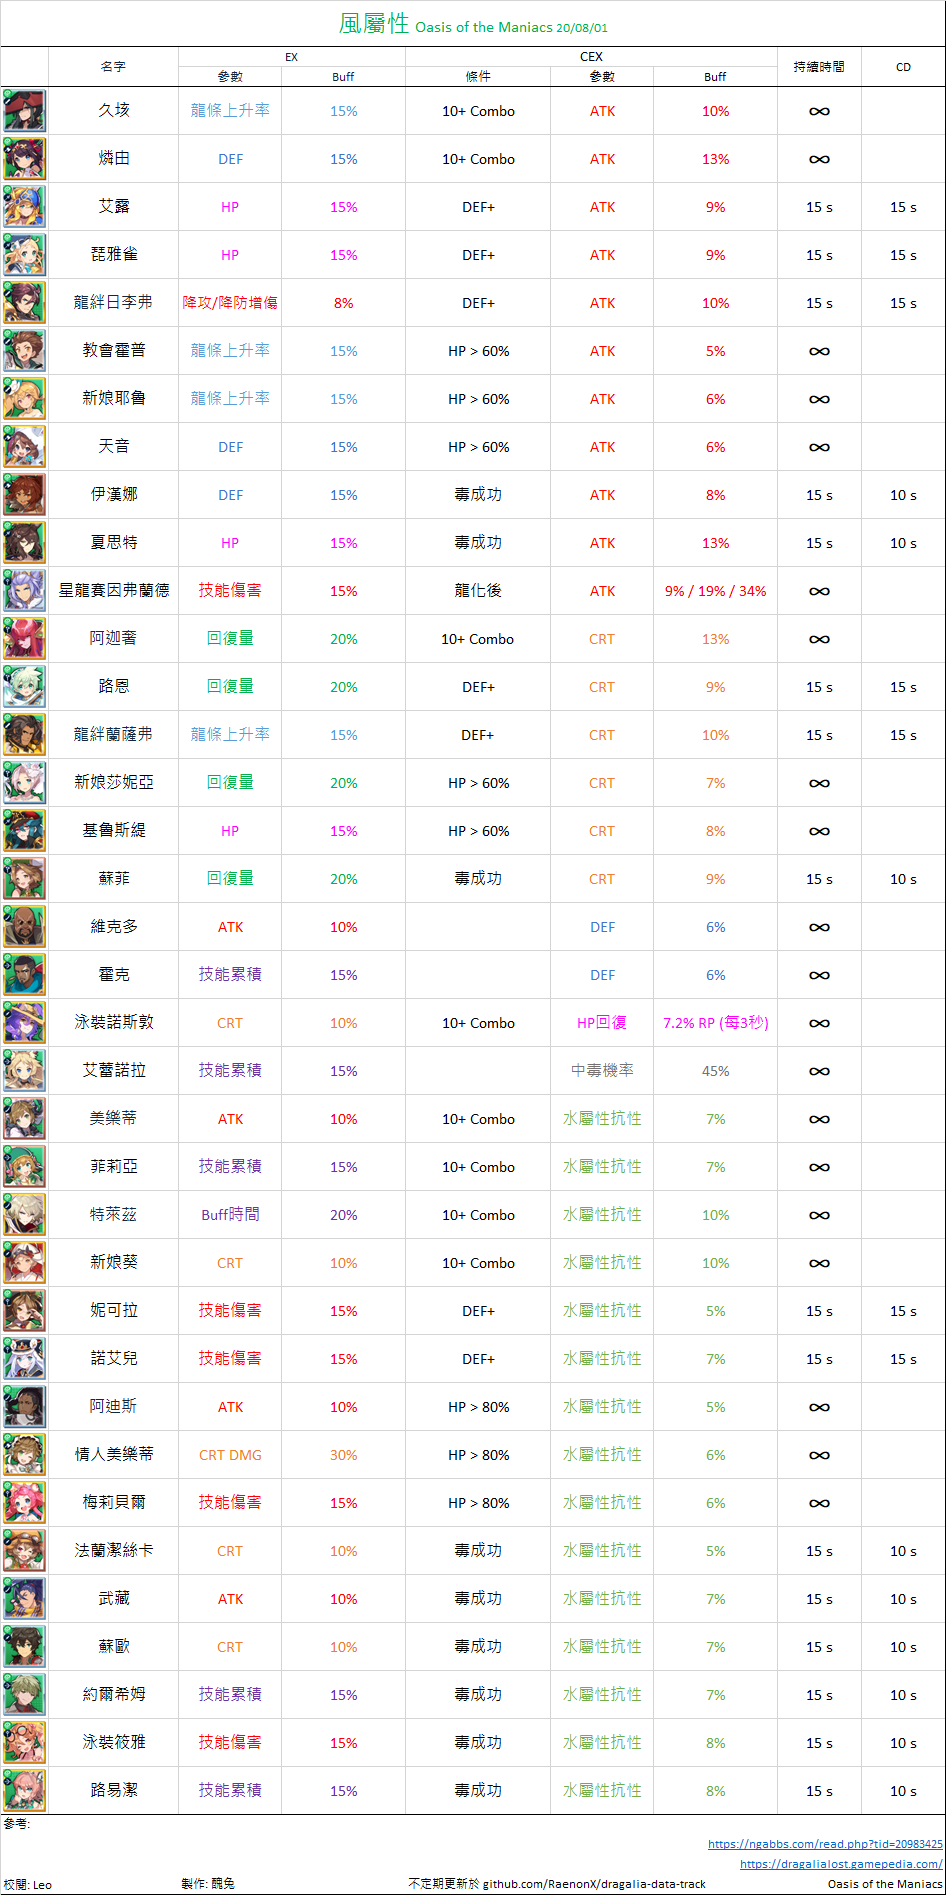 風屬性 Oasis of the Maniacs 20/08/01
名字 EX CEX 持續時間 CD
參數 Buff 條件 參數 Buff
久垓 龍條上升率 15% 10+ Combo ATK 10% ∞
燐由 DEF 15% 10+ Combo ATK 13% ∞
艾露 HP 15% DEF+ ATK 9% 15 s 15 s
琵雅雀 HP 15% DEF+ ATK 9% 15 s 15 s
龍絆日李弗 降攻/降防增傷 8% DEF+ ATK 10% 15 s 15 s
教會霍普 龍條上升率 15% HP > 60% ATK 5% ∞
新娘耶魯 龍條上升率 15% HP > 60% ATK 6% ∞
天音 DEF 15% HP > 60% ATK 6% ∞
伊漢娜 DEF 15% 毒成功 ATK 8% 15 s 10 s
夏思特 HP 15% 毒成功 ATK 13% 15 s 10 s
星龍賽因弗蘭德 技能傷害 15% 龍化後 ATK 9% / 19% / 34% ∞
阿迦奢 回復量 20% 10+ Combo CRT 13% ∞
路恩 回復量 20% DEF+ CRT 9% 15 s 15 s
龍絆蘭薩弗 龍條上升率 15% DEF+ CRT 10% 15 s 15 s
新娘莎妮亞 回復量 20% HP > 60% CRT 7% ∞
基魯斯緹 HP 15% HP > 60% CRT 8% ∞
蘇菲 回復量 20% 毒成功 CRT 9% 15 s 10 s
維克多 ATK 10% DEF 6% ∞
霍克 技能累積 15% DEF 6% ∞
泳裝諾斯敦 CRT 10% 10+ Combo HP回復 7.2% RP (每3秒) ∞
艾蕾諾拉 技能累積 15% 中毒機率 45% ∞
美樂蒂 ATK 10% 10+ Combo 水屬性抗性 7% ∞
菲莉亞 技能累積 15% 10+ Combo 水屬性抗性 7% ∞
特萊茲 Buff時間 20% 10+ Combo 水屬性抗性 10% ∞
新娘葵 CRT 10% 10+ Combo 水屬性抗性 10% ∞
妮可拉 技能傷害 15% DEF+ 水屬性抗性 5% 15 s 15 s
諾艾兒 技能傷害 15% DEF+ 水屬性抗性 7% 15 s 15 s
阿迪斯 ATK 10% HP > 80% 水屬性抗性 5% ∞
情人美樂蒂 CRT DMG 30% HP > 80% 水屬性抗性 6% ∞
梅莉貝爾 技能傷害 15% HP > 80% 水屬性抗性 6% ∞
法蘭潔絲卡 CRT 10% 毒成功 水屬性抗性 5% 15 s 10 s
武藏 ATK 10% 毒成功 水屬性抗性 7% 15 s 10 s
蘇歐 CRT 10% 毒成功 水屬性抗性 7% 15 s 10 s
約爾希姆 技能累積 15% 毒成功 水屬性抗性 7% 15 s 10 s
泳裝筱雅 技能傷害 15% 毒成功 水屬性抗性 8% 15 s 10 s
路易潔 技能累積 15% 毒成功 水屬性抗性 8% 15 s 10 s
參考:
https://ngabbs.com/read.php?tid=20983425
https://dragalialost.gamepedia.com/
校閱: Leo 製作: 醜兔 不定期更新於 github.com/RaenonX/dragalia-data-track Oasis of the Maniacs